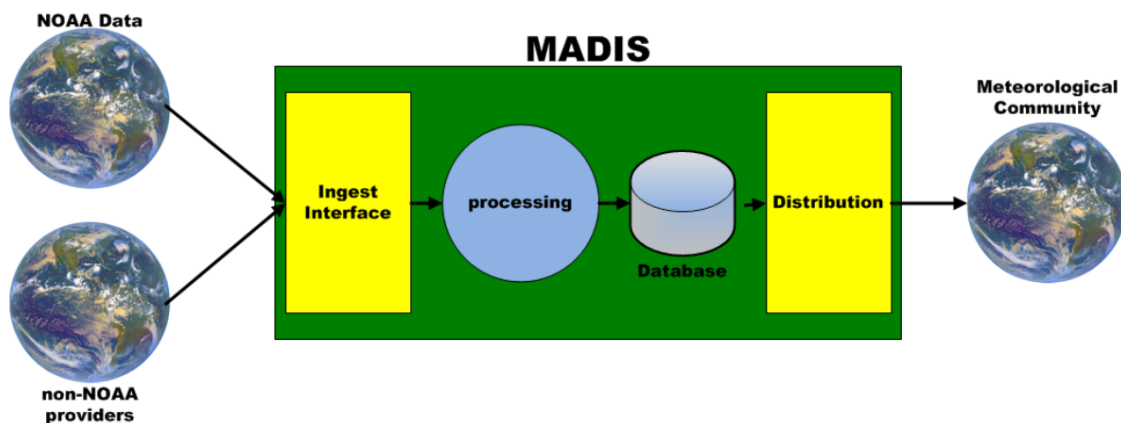 NOAA Data
MADIS
Meteorological
Community
Ingest
Interface
processing
Database
Distribution
non-NOAA
providers